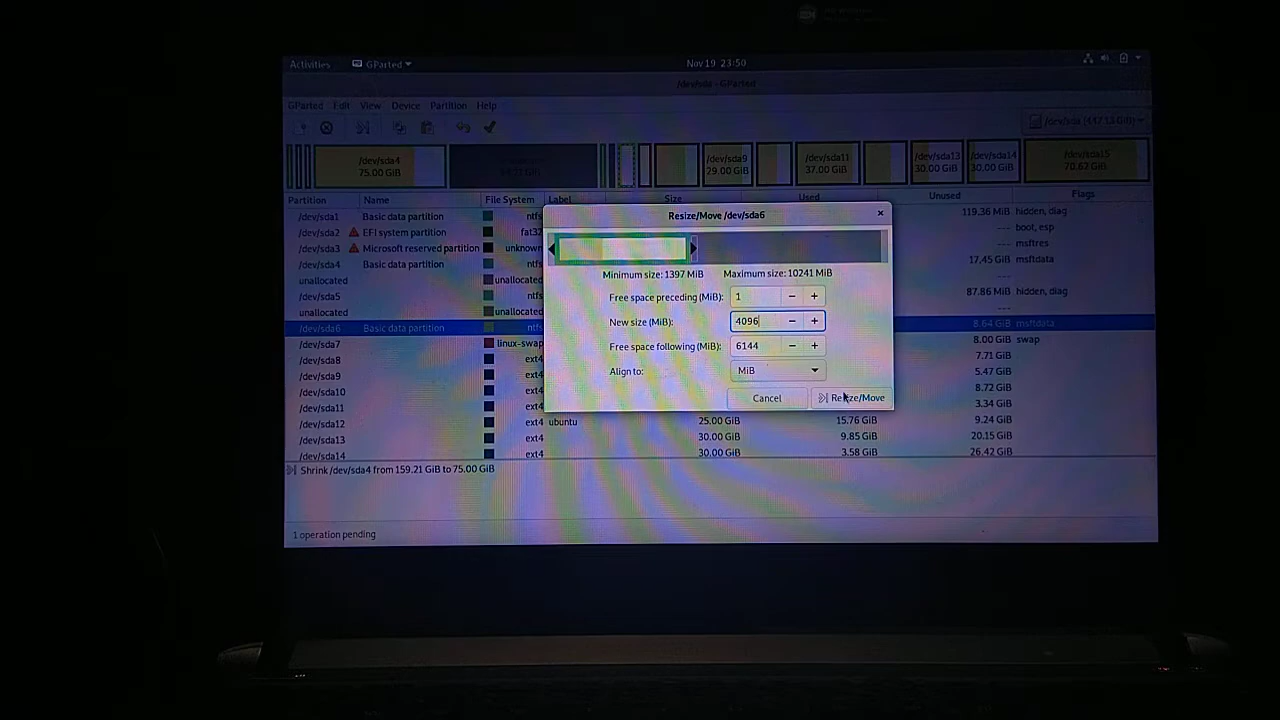 Activities GParted Nov 19 23:50
/dev/sda - GParted
GParted Edit View Device Partition Help
/dev/sda (447.13 GiB)
/dev/sda4 /dev/sda9 /dev/sda11 /dev/sda13 /dev/sda14 /dev/sda15
75.00 GiB 29.00 GiB 37.00 GiB 30.00 GiB 30.00 GiB 70.62 GiB
Partition Name File System Label Size Used Unused Flags
/dev/sda1 Basic data partition ntfs 119.36 MiB hidden, diag
/dev/sda2 EFI system partition fat32 --- boot, esp
/dev/sda3 Microsoft reserved partition unknown --- msftres
/dev/sda4 Basic data partition ntfs 17.45 GiB msftdata
unallocated unallocated ---
/dev/sda5 ntfs 87.86 MiB hidden, diag
unallocated unallocated ---
/dev/sda6 Basic data partition ntfs 8.64 GiB msftdata
/dev/sda7 linux-swap 8.00 GiB swap
/dev/sda8 ext4 7.71 GiB
/dev/sda9 ext4 5.47 GiB
/dev/sda10 ext4 8.72 GiB
/dev/sda11 ext4 3.34 GiB
/dev/sda12 ext4 ubuntu 25.00 GiB 15.76 GiB 9.24 GiB
/dev/sda13 ext4 30.00 GiB 9.85 GiB 20.15 GiB
/dev/sda14 ext4 30.00 GiB 3.58 GiB 26.42 GiB
Resize/Move /dev/sda6
Minimum size: 1397 MiB Maximum size: 10241 MiB
Free space preceding (MiB): 1 - +
New size (MiB): 4096 - +
Free space following (MiB): 6144 - +
Align to: MiB
Cancel Resize/Move
Shrink /dev/sda4 from 159.21 GiB to 75.00 GiB
1 operation pending